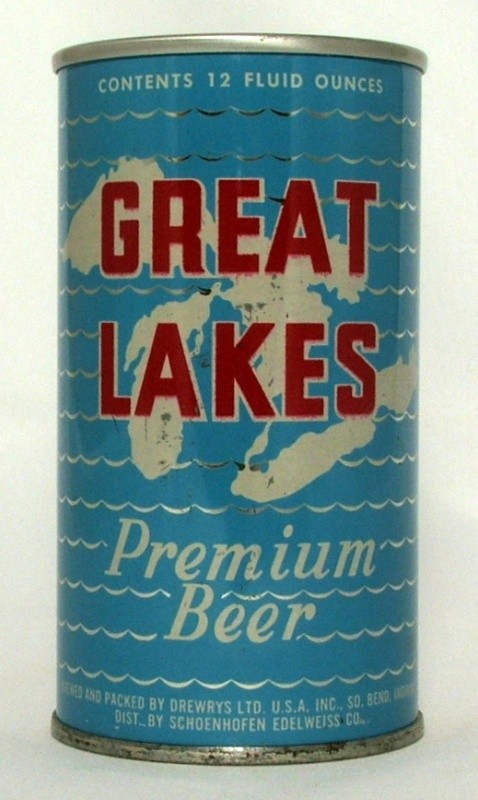 CONTENTS 12 FLUID OUNCES
GREAT
LAKES
Premium
Beer
AND PACKED BY DREWRYS LTD. U.S.A. INC., SO. BEND,
DIST. BY SCHOENHOFEN EDELWEISS CO.